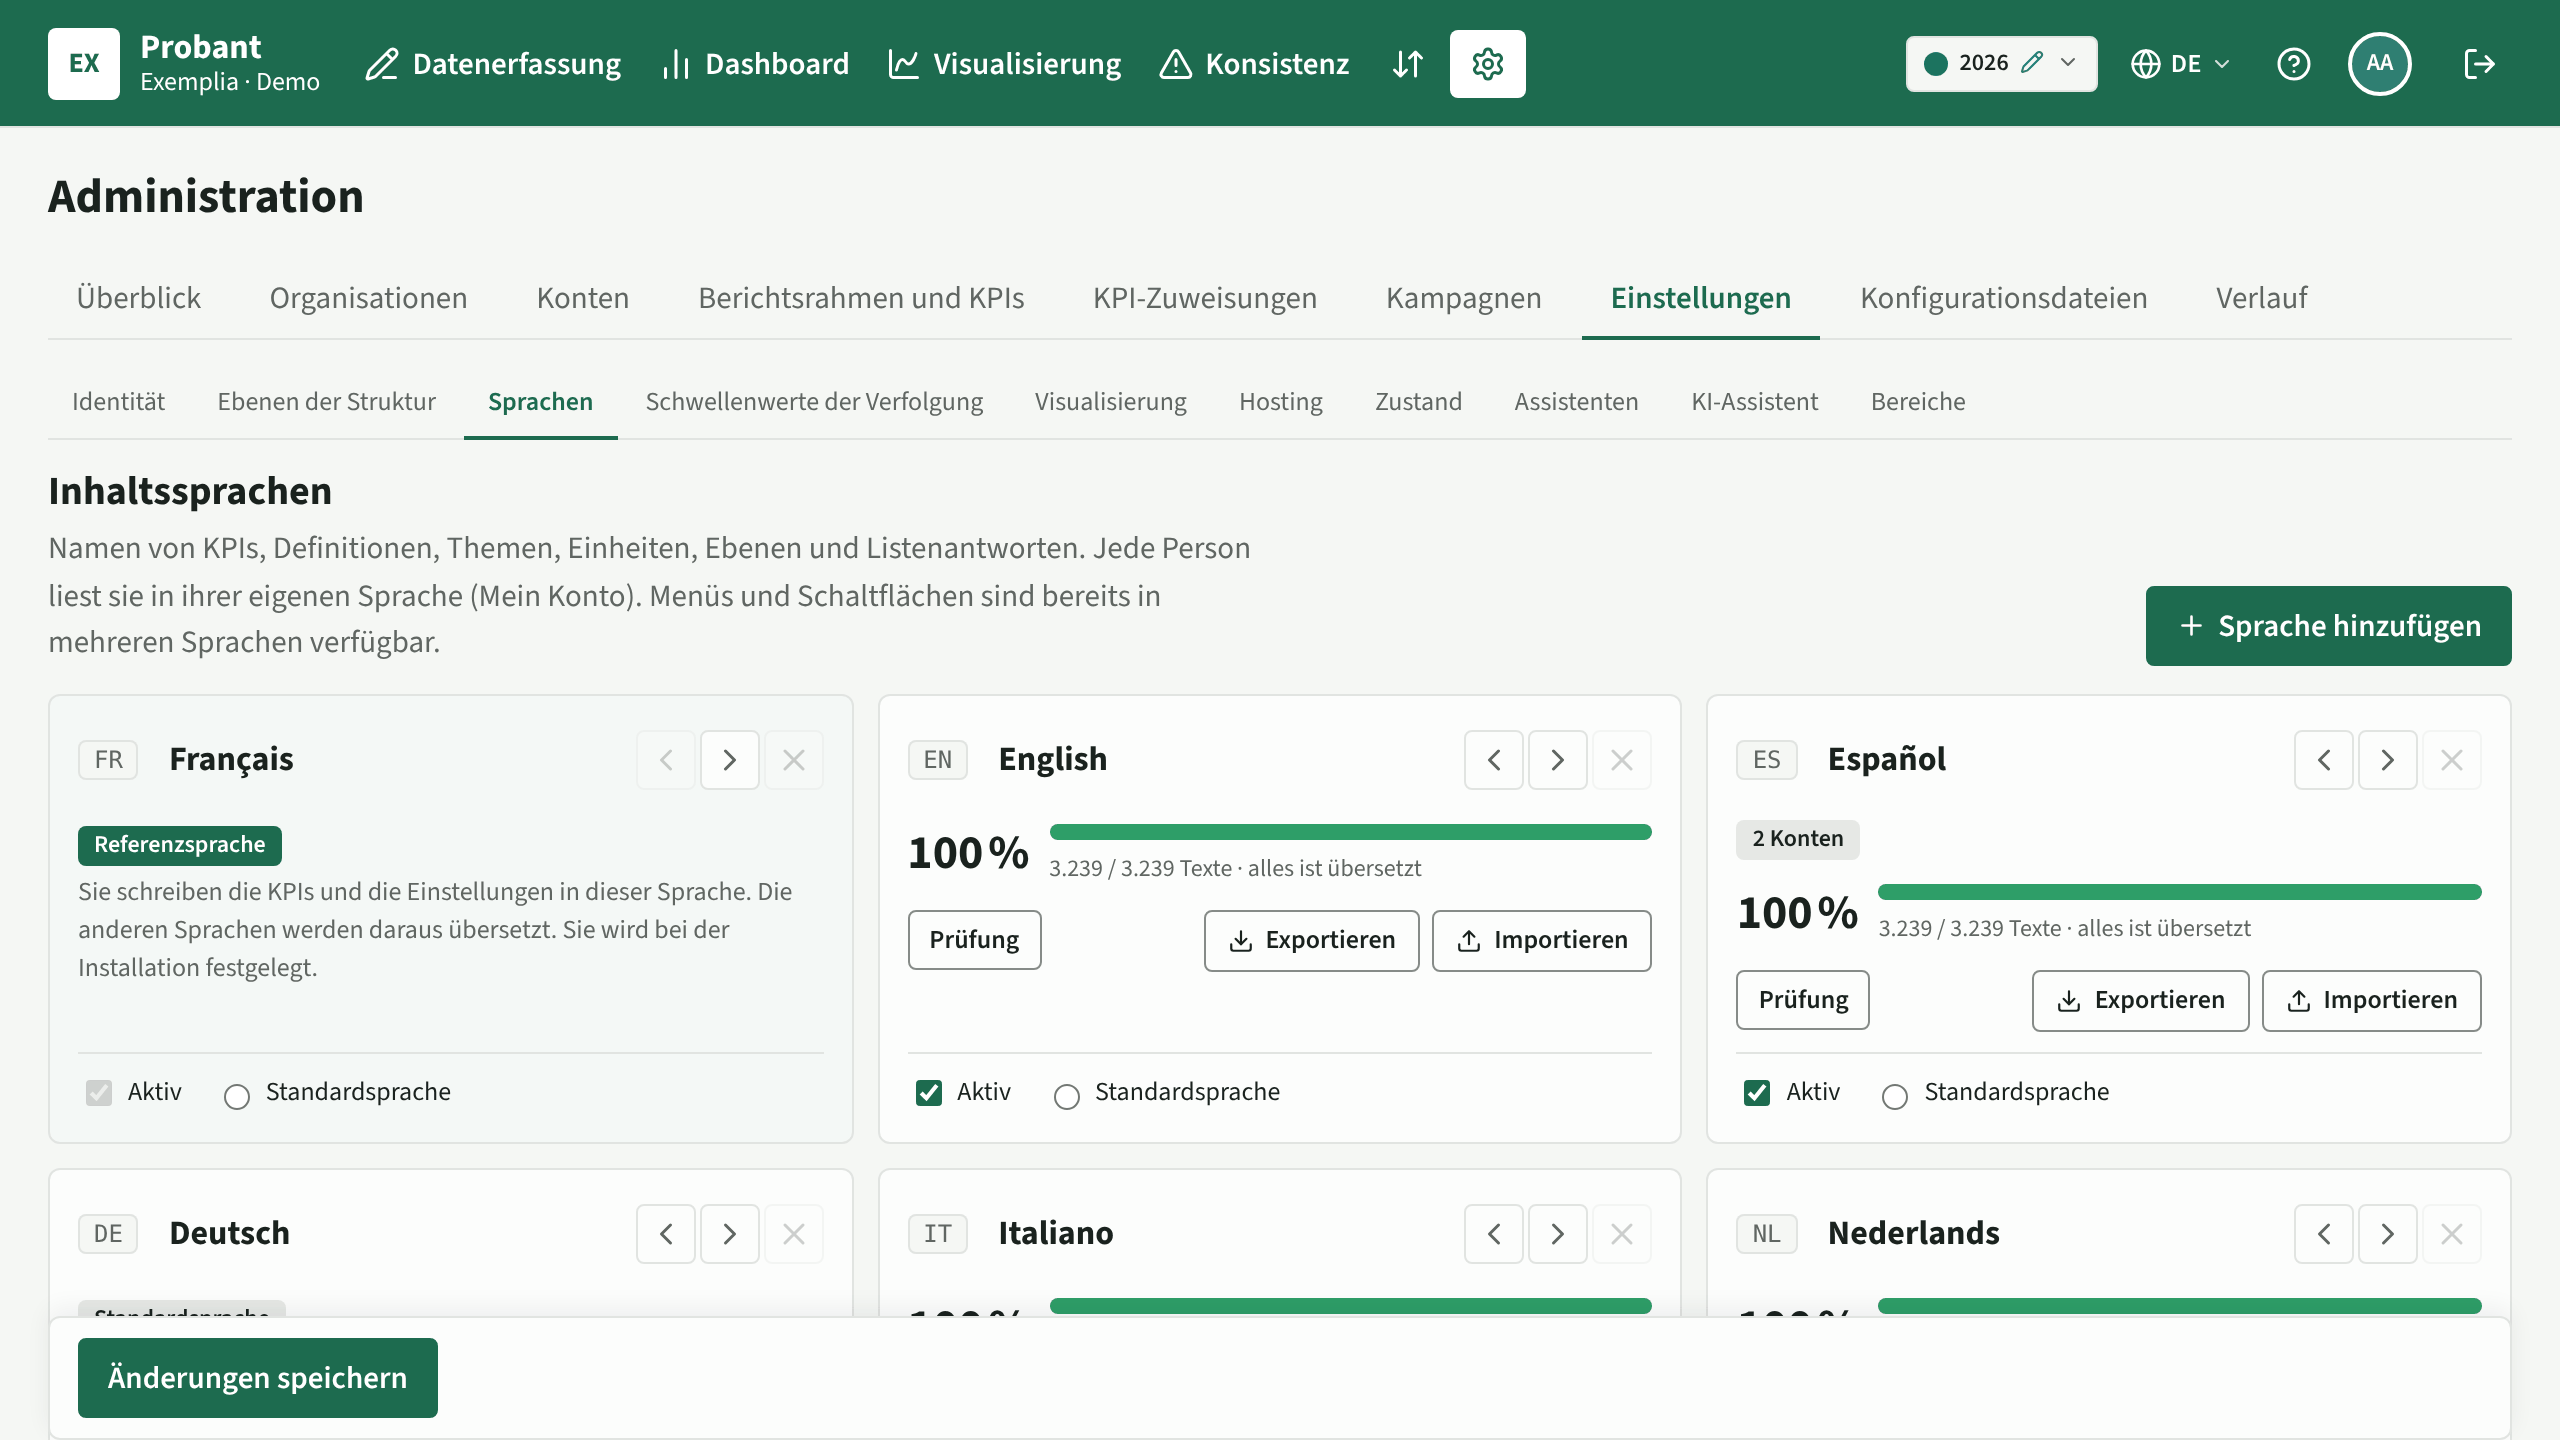 EX
Probant
Exemplia · Demo
Datenerfassung
Dashboard
Visualisierung
Konsistenz
2026
DE
AA
Administration
Überblick
Organisationen
Konten
Berichtsrahmen und KPIs
KPI-Zuweisungen
Kampagnen
Einstellungen
Konfigurationsdateien
Verlauf
Identität
Ebenen der Struktur
Sprachen
Schwellenwerte der Verfolgung
Visualisierung
Hosting
Zustand
Assistenten
KI-Assistent
Bereiche
Inhaltssprachen
Namen von KPIs, Definitionen, Themen, Einheiten, Ebenen und Listenantworten. Jede Person
liest sie in ihrer eigenen Sprache (Mein Konto). Menüs und Schaltflächen sind bereits in
mehreren Sprachen verfügbar.
Sprache hinzufügen
FR
Français
Referenzsprache
Sie schreiben die KPIs und die Einstellungen in dieser Sprache. Die
anderen Sprachen werden daraus übersetzt. Sie wird bei der
Installation festgelegt.
Aktiv
Standardsprache
EN
English
100 %
3.239 / 3.239 Texte · alles ist übersetzt
Prüfung
Exportieren
Importieren
Aktiv
Standardsprache
ES
Español
2 Konten
100 %
3.239 / 3.239 Texte · alles ist übersetzt
Prüfung
Exportieren
Importieren
Aktiv
Standardsprache
DE
Deutsch
Standardsprache
IT
Italiano
100 %
NL
Nederlands
100 %
Änderungen speichern